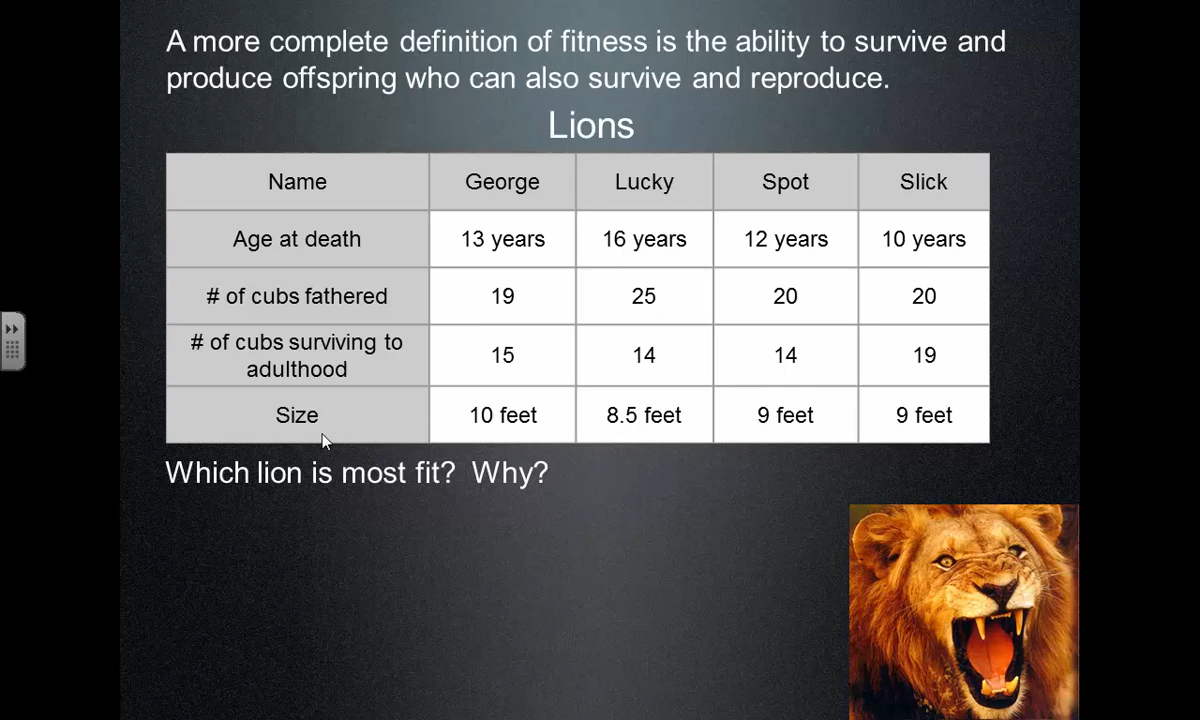 A more complete definition of fitness is the ability to survive and
produce offspring who can also survive and reproduce.
Lions
Name George Lucky Spot Slick
Age at death 13 years 16 years 12 years 10 years
# of cubs fathered 19 25 20 20
# of cubs surviving to
adulthood 15 14 14 19
Size 10 feet 8.5 feet 9 feet 9 feet
Which lion is most fit? Why?